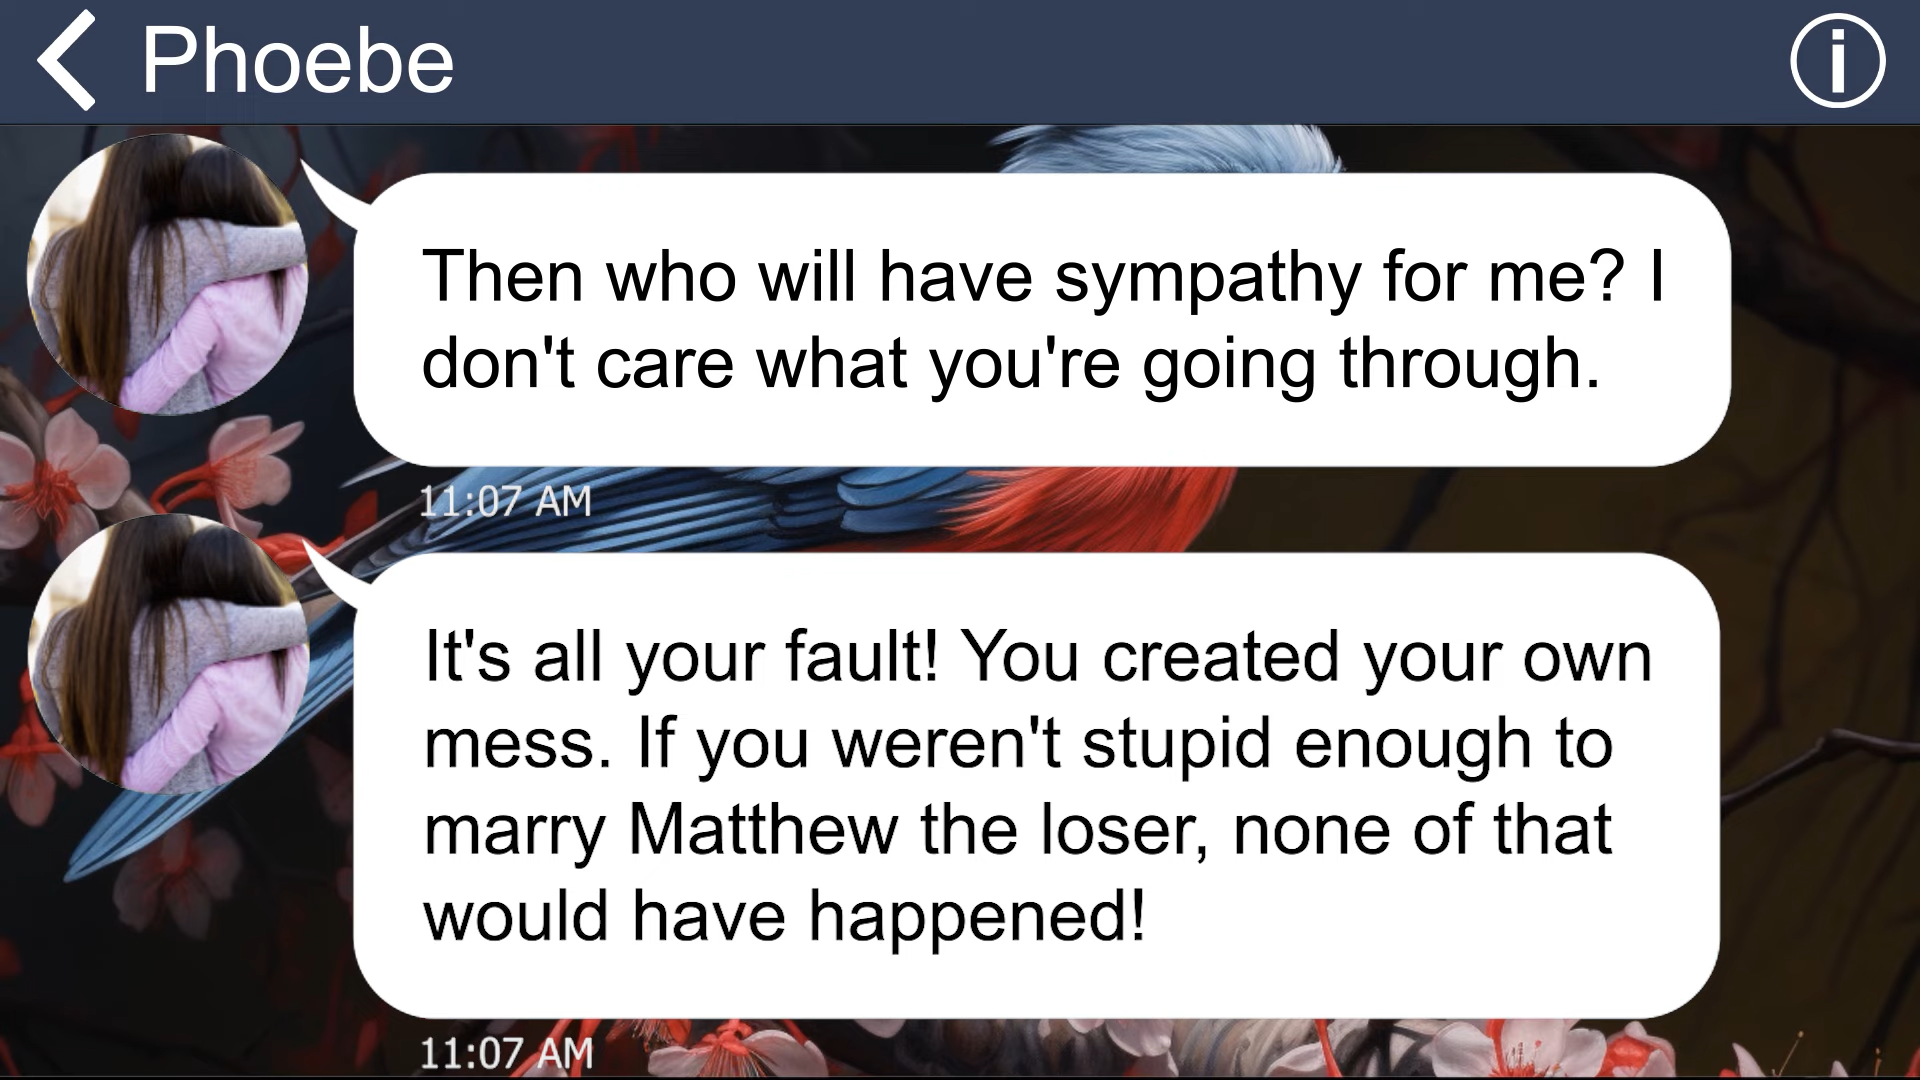 Phoebe
Then who will have sympathy for me? I
don't care what you're going through.
11:07 AM
It's all your fault! You created your own
mess. If you weren't stupid enough to
marry Matthew the loser, none of that
would have happened!
11:07 AM